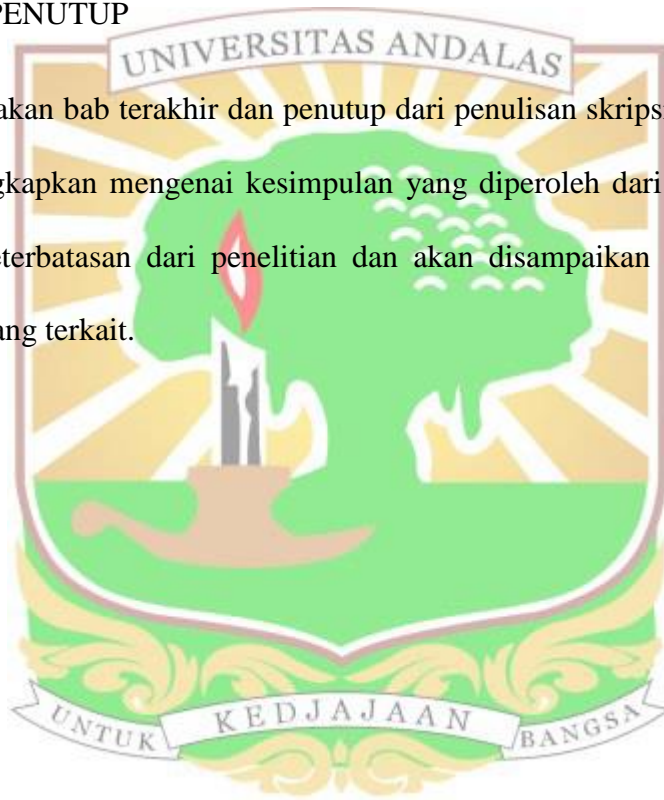 PENUTUP
UNIVERSITAS ANDALAS
akan bab terakhir dan penutup dari penulisan skrips
gkapkan mengenai kesimpulan yang diperoleh dari
eterbatasan dari penelitian dan akan disampaikan
ang terkait.
UNTUK KEDJAJAAN BANGSA